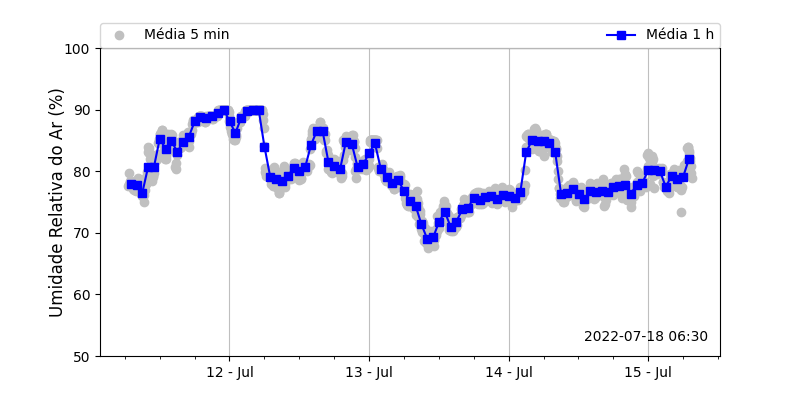 Média 5 min
Média 1 h
Umidade Relativa do Ar (%)
100
90
80
70
60
50
2022-07-18 06:30
12 - Jul
13 - Jul
14 - Jul
15 - Jul